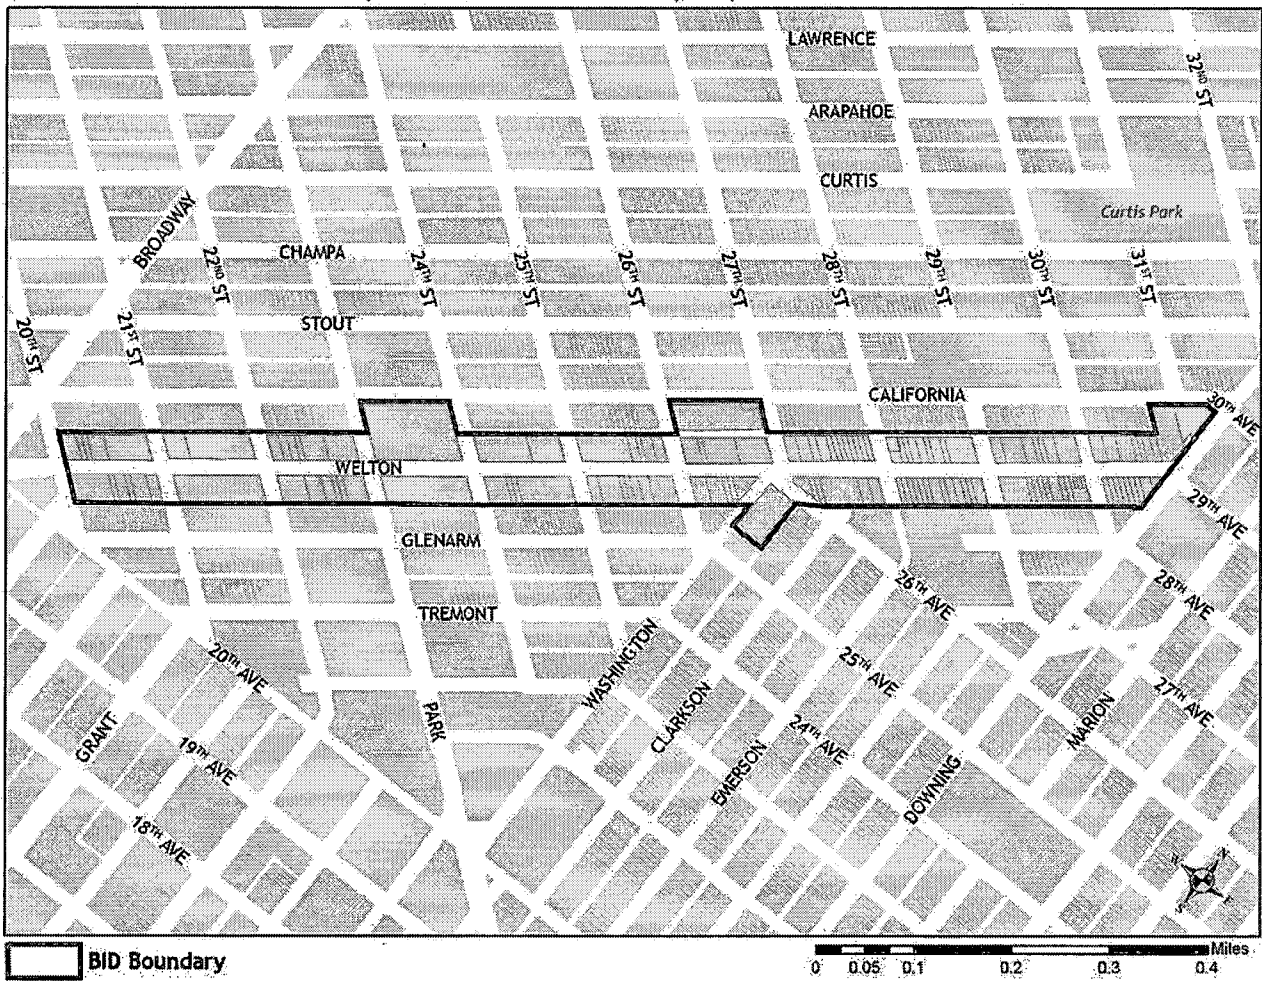 LAWRENCE
32ND ST
ARAPAHOE
CURTIS
Curtis Park
BROADWAY
22ND ST
CHAMPA
24TH ST
25TH ST
26TH ST
27TH ST
28TH ST
29TH ST
30TH ST
31ST ST
20TH ST
21ST ST
STOUT
CALIFORNIA
30TH AVE
WELTON
29TH AVE
GLENARM
26TH AVE
28TH AVE
TREMONT
20TH AVE
WASHINGTON
25TH AVE
27TH AVE
GRANT
19TH AVE
PARK
CLARKSON
EMERSON
24TH AVE
MARION
DOWNING
18TH AVE
N
W
E
S
BID Boundary
Miles
0 0.05 0.1 0.2 0.3 0.4